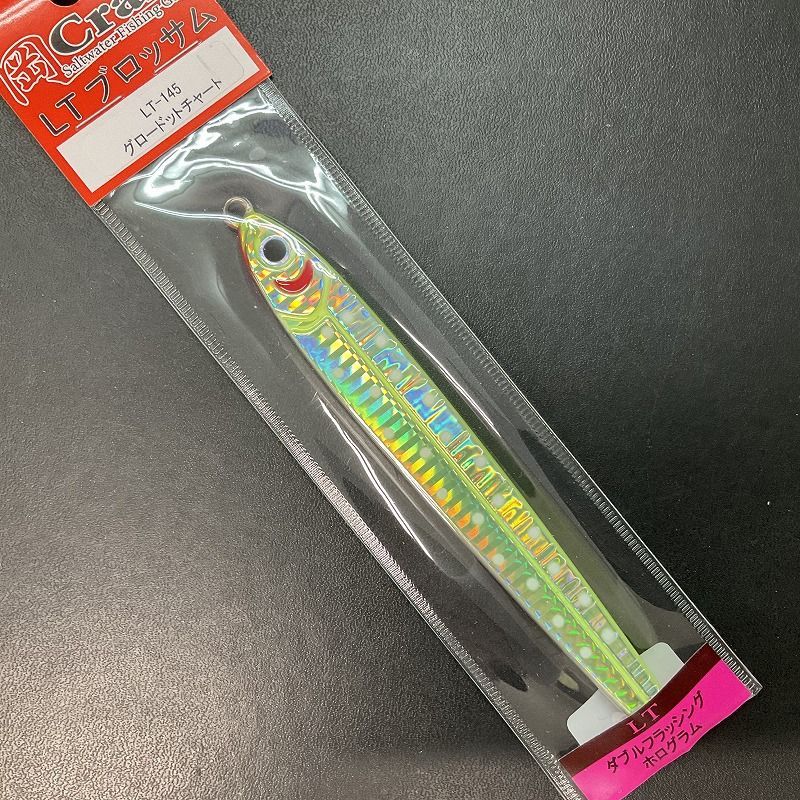 Saltwater Fishing
LTブロッサム
LT-145
グロードットチャート
LT
ダブルフラッシング
ホログラム